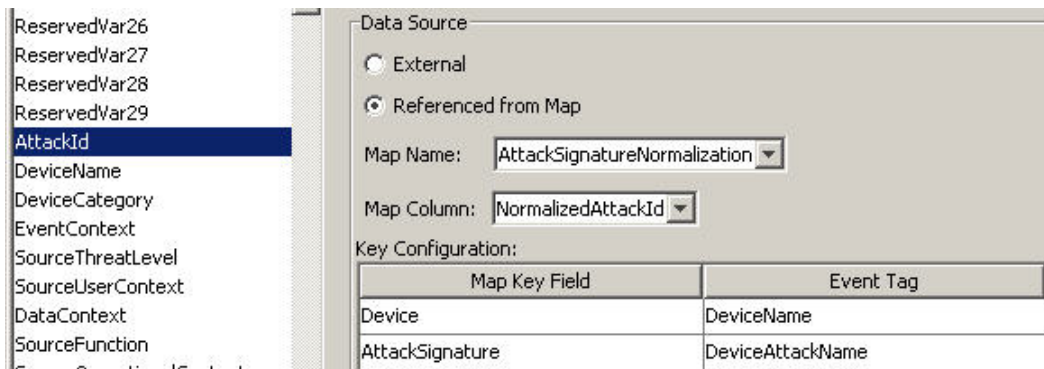 ReservedVar26
ReservedVar27
ReservedVar28
ReservedVar29
AttackId
DeviceName
DeviceCategory
EventContext
SourceThreatLevel
SourceUserContext
DataContext
SourceFunction
Data Source
External
Referenced from Map
Map Name: AttackSignatureNormalization
Map Column: NormalizedAttackId
Key Configuration:
Map Key Field Event Tag
Device DeviceName
AttackSignature DeviceAttackName